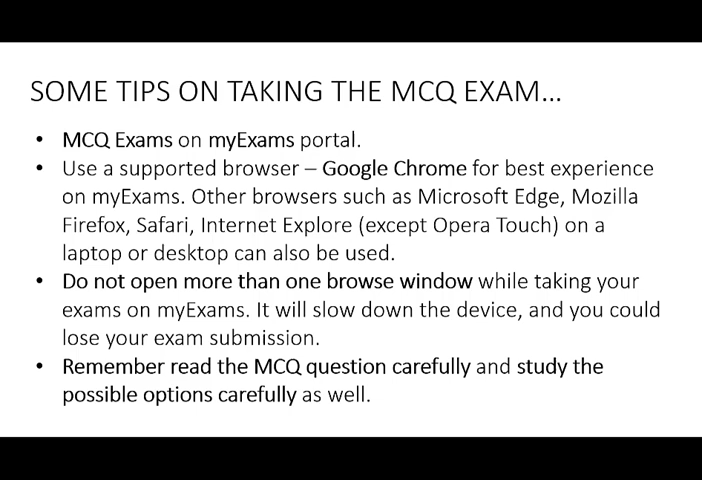 SOME TIPS ON TAKING THE MCQ EXAM...
• MCQ Exams on myExams portal.
• Use a supported browser – Google Chrome for best experience
on myExams. Other browsers such as Microsoft Edge, Mozilla
Firefox, Safari, Internet Explore (except Opera Touch) on a
laptop or desktop can also be used.
• Do not open more than one browse window while taking your
exams on myExams. It will slow down the device, and you could
lose your exam submission.
• Remember read the MCQ question carefully and study the
possible options carefully as well.